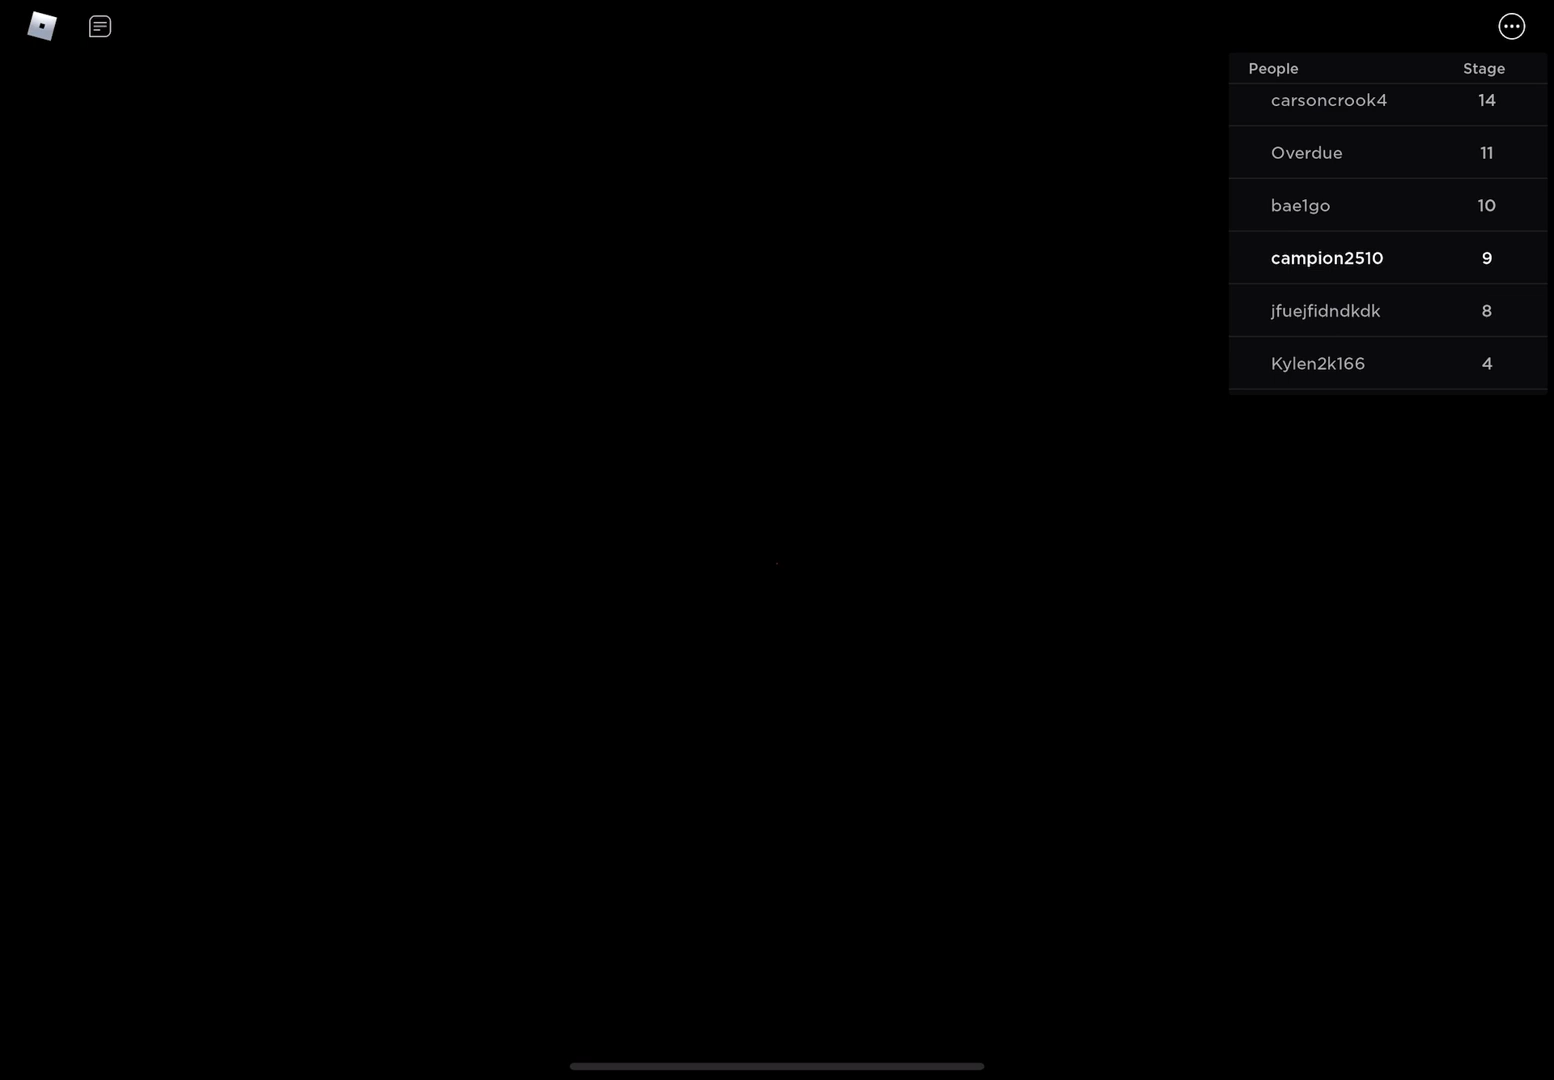 People Stage
carsoncrook4 14
Overdue 11
bae1go 10
campion2510 9
jfuejfidndkdk 8
Kylen2k166 4